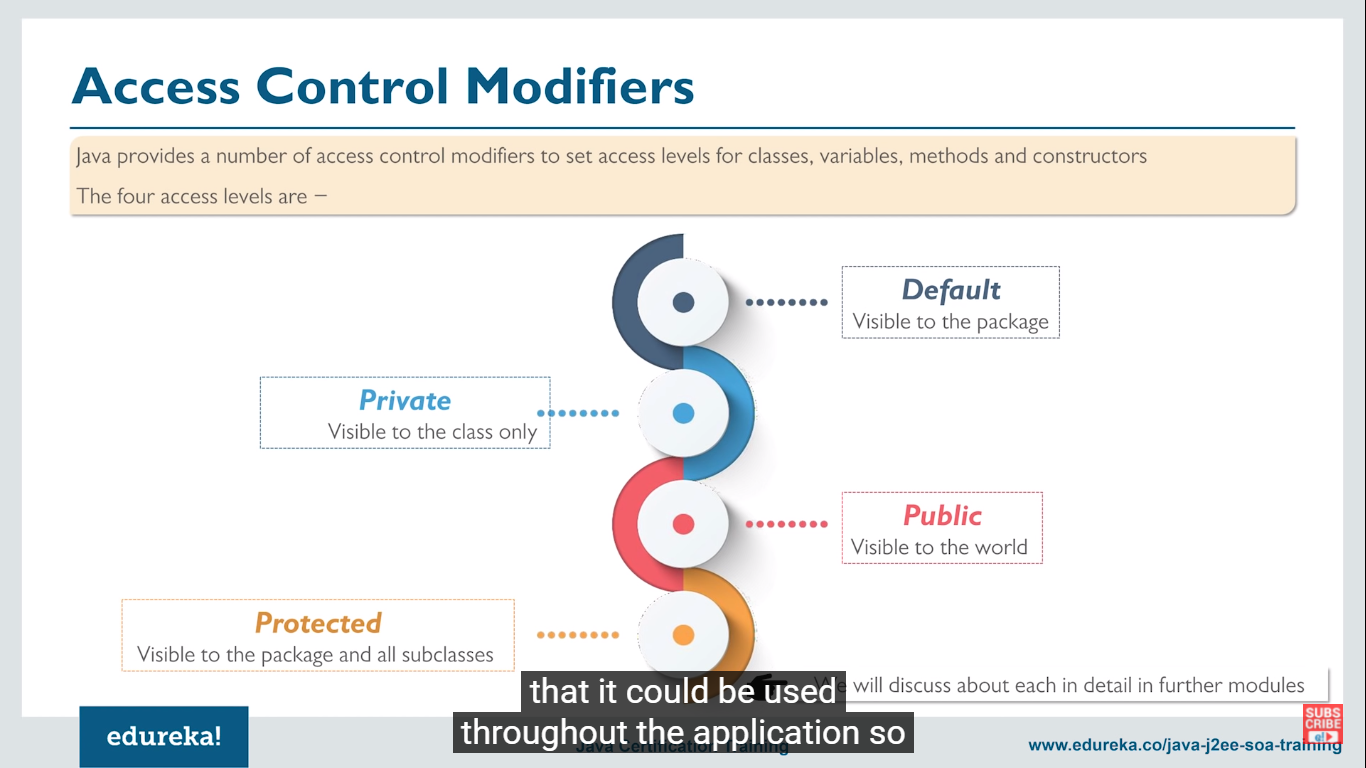 Access Control Modifiers
Java provides a number of access control modifiers to set access levels for classes, variables, methods and constructors
The four access levels are –
Default
Visible to the package
Private
Visible to the class only
Public
Visible to the world
Protected
Visible to the package and all subclasses
We will discuss about each in detail in further modules
that it could be used
throughout the application so
edureka!
Java Certification Training
www.edureka.co/java-j2ee-soa-training
SUBS
CRIBE
e!